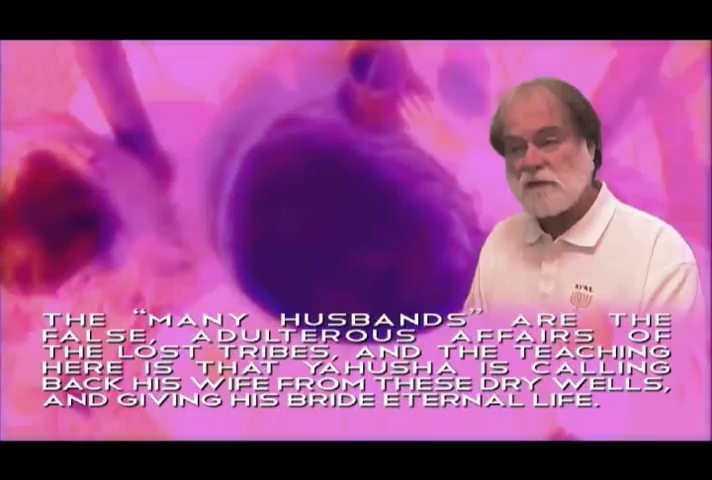 THE "MANY HUSBANDS" ARE THE
FALSE, ADULTEROUS AFFAIRS OF
THE LOST TRIBES, AND THE TEACHING
HERE IS THAT YAHUSHA IS CALLING
BACK HIS WIFE FROM THESE DRY WELLS,
AND GIVING HIS BRIDE ETERNAL LIFE.